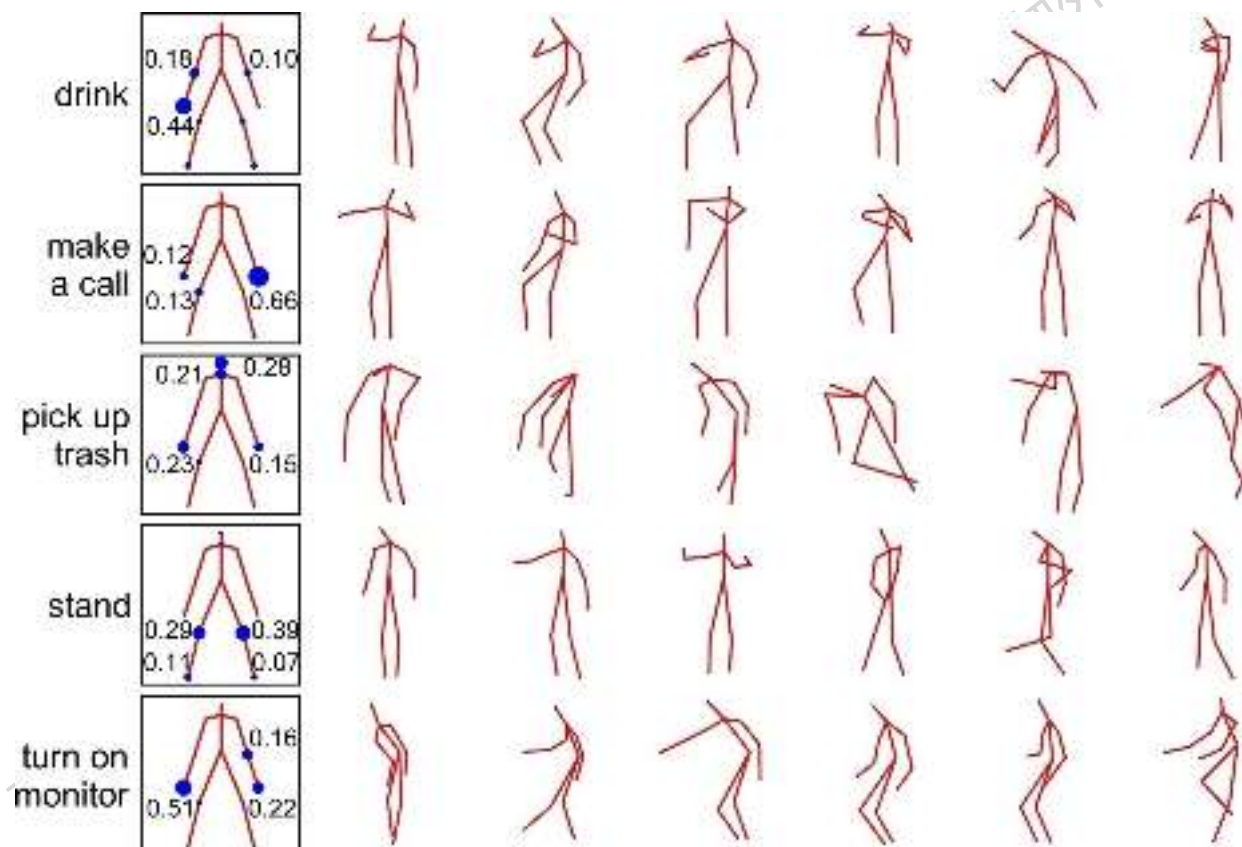 0.18 0.10
drink
0.44
make
a call
0.12
0.13 0.66
0.21 0.28
pick up
trash
0.23 0.15
stand
0.29 0.39
0.11 0.07
0.16
turn on
monitor
0.51 0.22